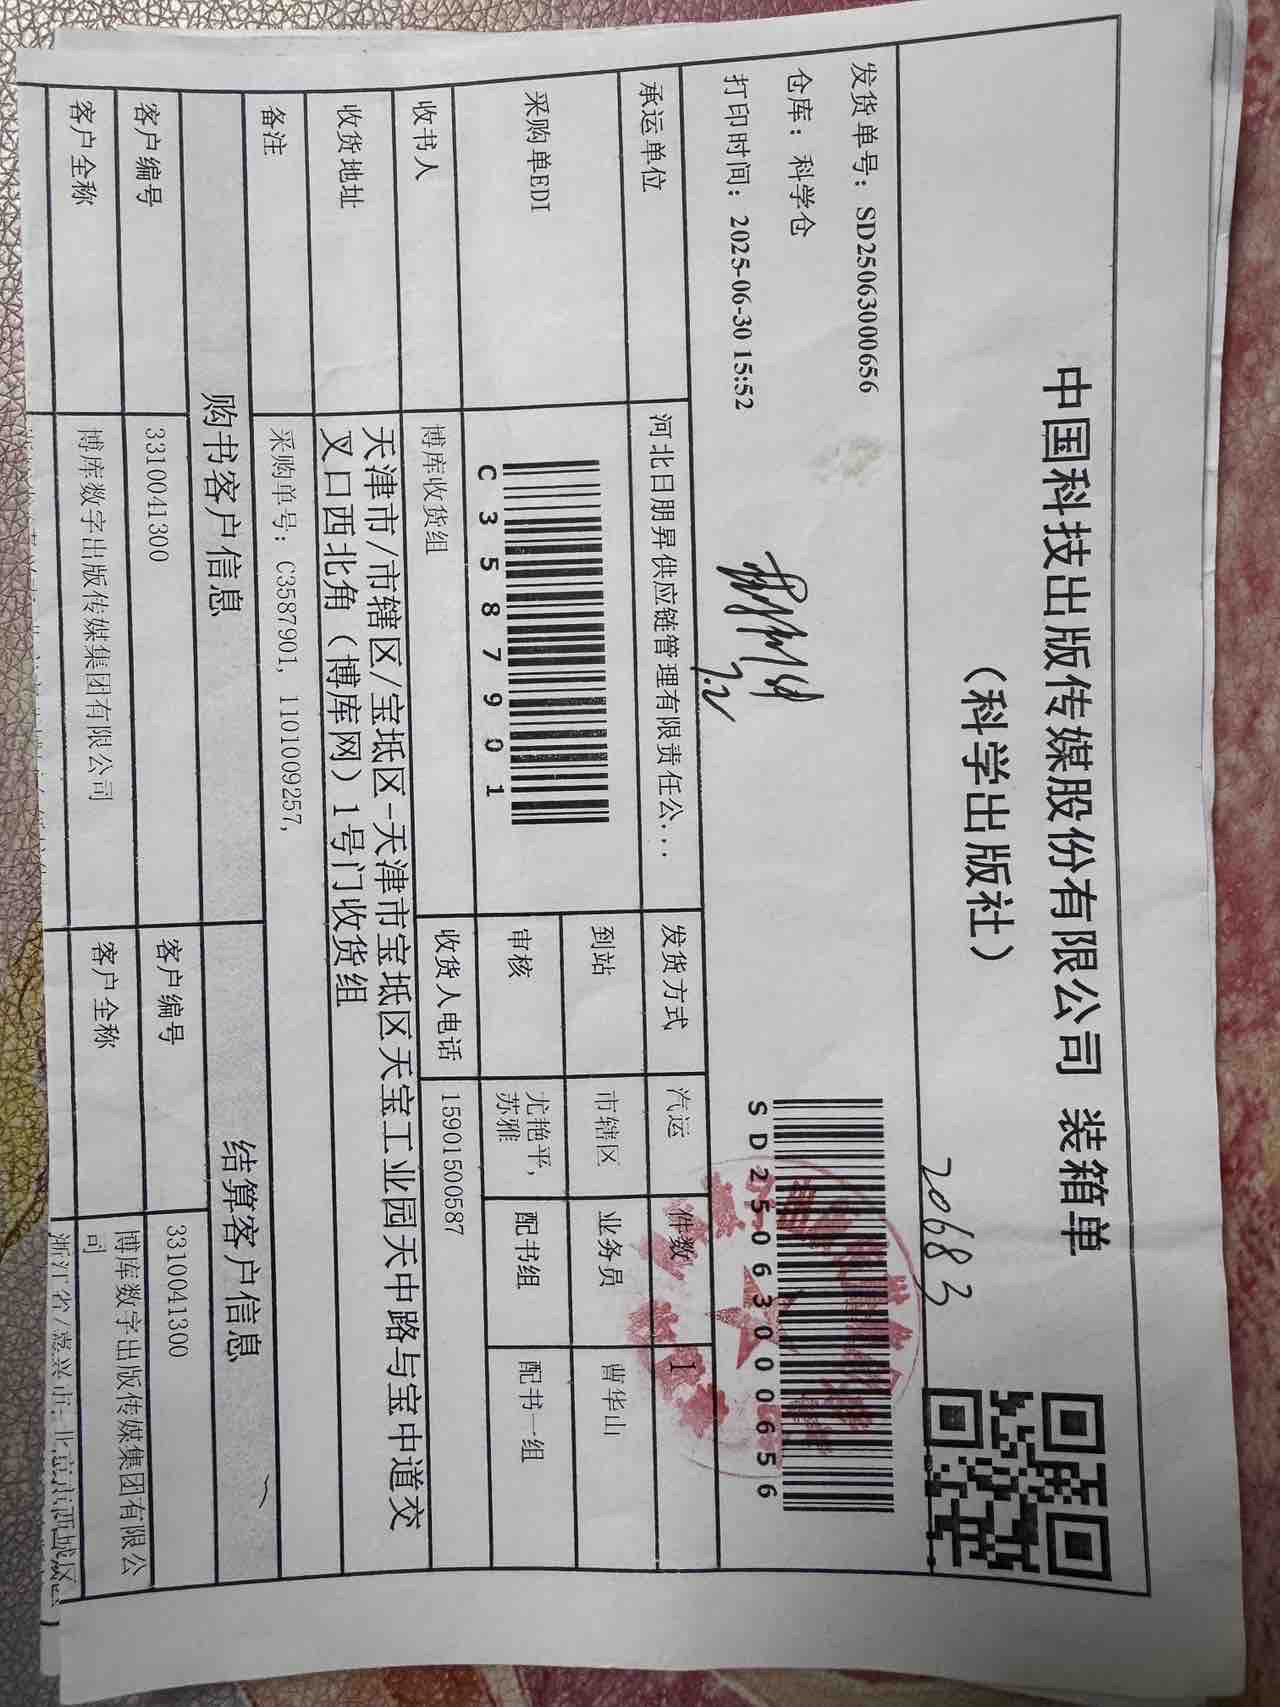 中国科技出版传媒股份有限公司 装箱单
（科学出版社）
20683
发货单号：SD25063000656
仓库：科学仓
打印时间：2025-06-30 15:52
7.2
SD25063000656
承运单位 河北日朋昇供应链管理有限责任公... 发货方式 汽运 件数 1
采购单EDI C3587901 到站 市辖区 业务员 曹华山
审核 尤艳平，苏雅 配书组 配书一组
收书人 博库收货组 收货人电话 15901500587
收货地址 天津市/市辖区/宝坻区-天津市宝坻区天宝工业园天中路与宝中道交
叉口西北角（博库网）1号门收货组
备注 采购单号：C3587901，1101009257，
购书客户信息 结算客户信息
客户编号 3310041300 客户编号 3310041300
客户全称 博库数字出版传媒集团有限公司 客户全称 博库数字出版传媒集团有限公
司
浙江省/嘉兴市